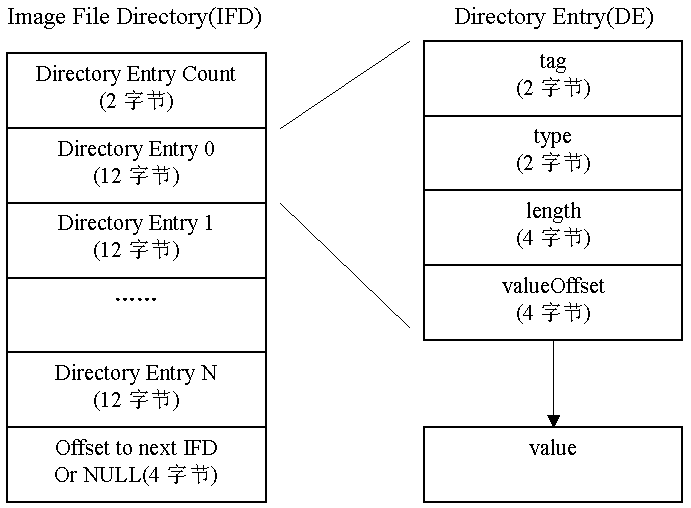 Image File Directory(IFD)
Directory Entry Count
(2 字节)
Directory Entry 0
(12 字节)
Directory Entry 1
(12 字节)
……
Directory Entry N
(12 字节)
Offset to next IFD
Or NULL(4 字节)
Directory Entry(DE)
tag
(2 字节)
type
(2 字节)
length
(4 字节)
valueOffset
(4 字节)
value